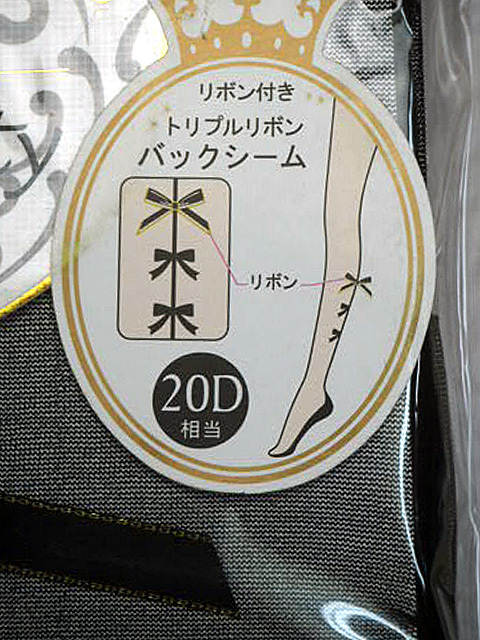 リボン付き
トリプルリボン
バックシーム
リボン
20D
相当